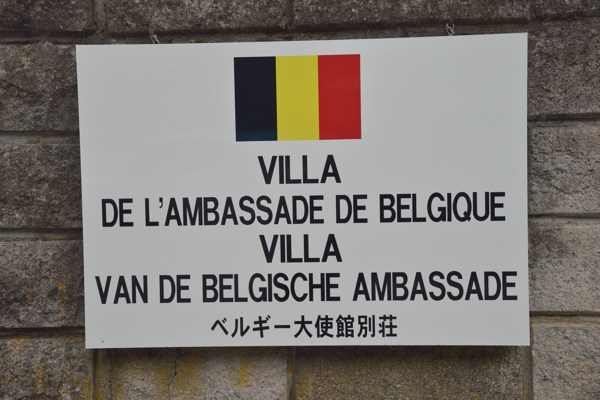 VILLA
DE L'AMBASSADE DE BELGIQUE
VILLA
VAN DE BELGISCHE AMBASSADE
ベルギー大使館別荘